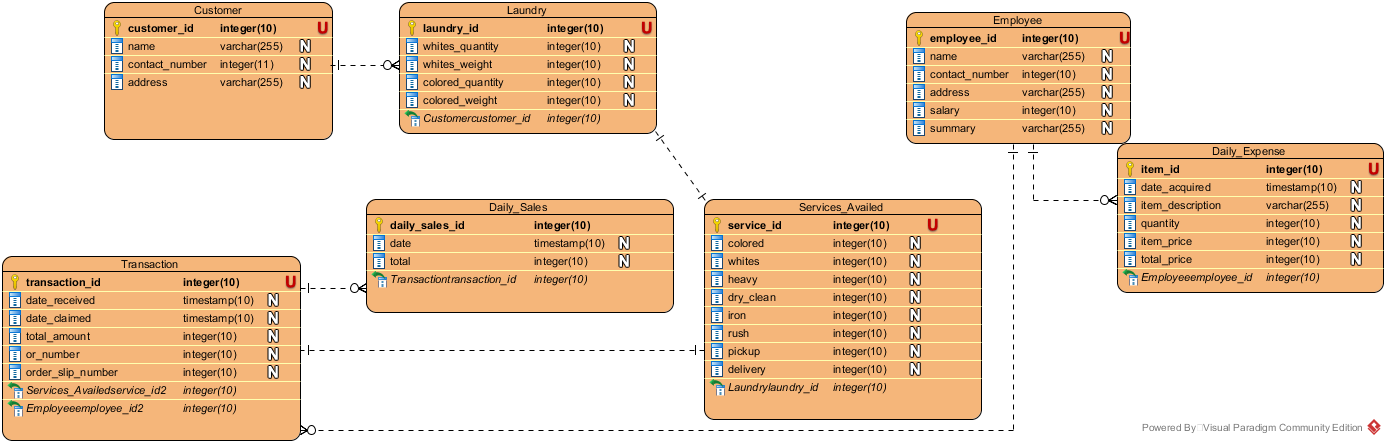 Customer
customer_id integer(10) U
name varchar(255) N
contact_number integer(11) N
address varchar(255) N
Laundry
laundry_id integer(10) U
whites_quantity integer(10) N
whites_weight integer(10) N
colored_quantity integer(10) N
colored_weight integer(10) N
Customercustomer_id integer(10)
Employee
employee_id integer(10) U
name varchar(255) N
contact_number integer(10) N
address varchar(255) N
salary integer(10) N
summary varchar(255) N
Daily_Expense
item_id integer(10) U
date_acquired timestamp(10) N
item_description varchar(255) N
quantity integer(10) N
item_price integer(10) N
total_price integer(10) N
Employeeemployee_id integer(10)
Daily_Sales
daily_sales_id integer(10)
date timestamp(10) N
total integer(10) N
Transactiontransaction_id integer(10)
Services_Availed
service_id integer(10) U
colored integer(10) N
whites integer(10) N
heavy integer(10) N
dry_clean integer(10) N
iron integer(10) N
rush integer(10) N
pickup integer(10) N
delivery integer(10) N
Laundrylaundry_id integer(10)
Transaction
transaction_id integer(10) U
date_received timestamp(10) N
date_claimed timestamp(10) N
total_amount integer(10) N
or_number integer(10) N
order_slip_number integer(10) N
Services_Availedservice_id2 integer(10)
Employeeemployee_id2 integer(10)
Powered By Visual Paradigm Community Edition